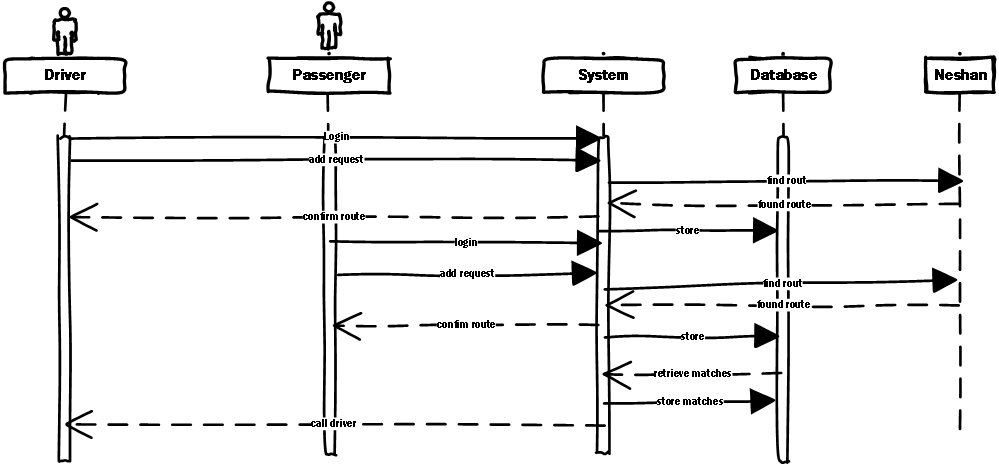 Driver
Passenger
System
Database
Neshan
Login
add request
find rout
found route
confirm route
store
login
add request
find rout
found route
confim route
store
retrieve matches
store matches
call driver